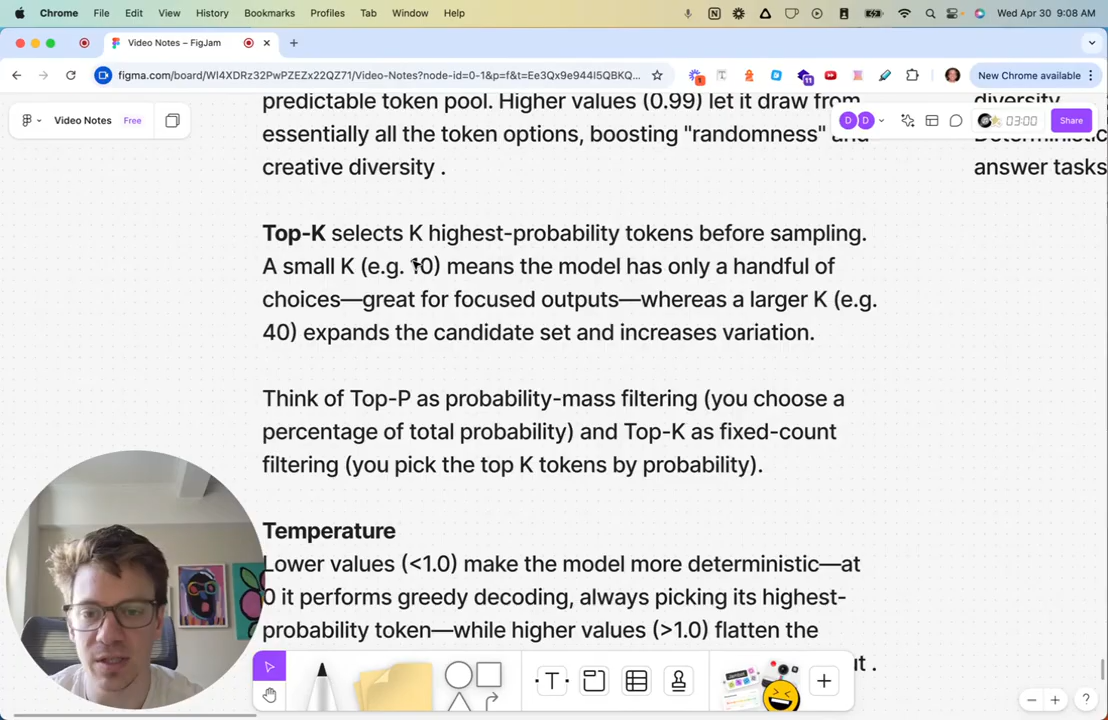 Chrome File Edit View History Bookmarks Profiles Tab Window Help
Wed Apr 30 9:08 AM
Video Notes – FigJam
figma.com/board/WI4XDRz32PwPZEZx22QZ71/Video-Notes?node-id=0-1&p=f&t=Ee3Qx9e944I5QBKQ...
New Chrome available
Video Notes Free
D D
03:00
Share
predictable token pool. Higher values (0.99) let it draw from
essentially all the token options, boosting "randomness" and
creative diversity .
diversity
Deterministic
answer tasks
Top-K selects K highest-probability tokens before sampling.
A small K (e.g. 10) means the model has only a handful of
choices—great for focused outputs—whereas a larger K (e.g.
40) expands the candidate set and increases variation.
Think of Top-P as probability-mass filtering (you choose a
percentage of total probability) and Top-K as fixed-count
filtering (you pick the top K tokens by probability).
Temperature
Lower values (<1.0) make the model more deterministic—at
0 it performs greedy decoding, always picking its highest-
probability token—while higher values (>1.0) flatten the